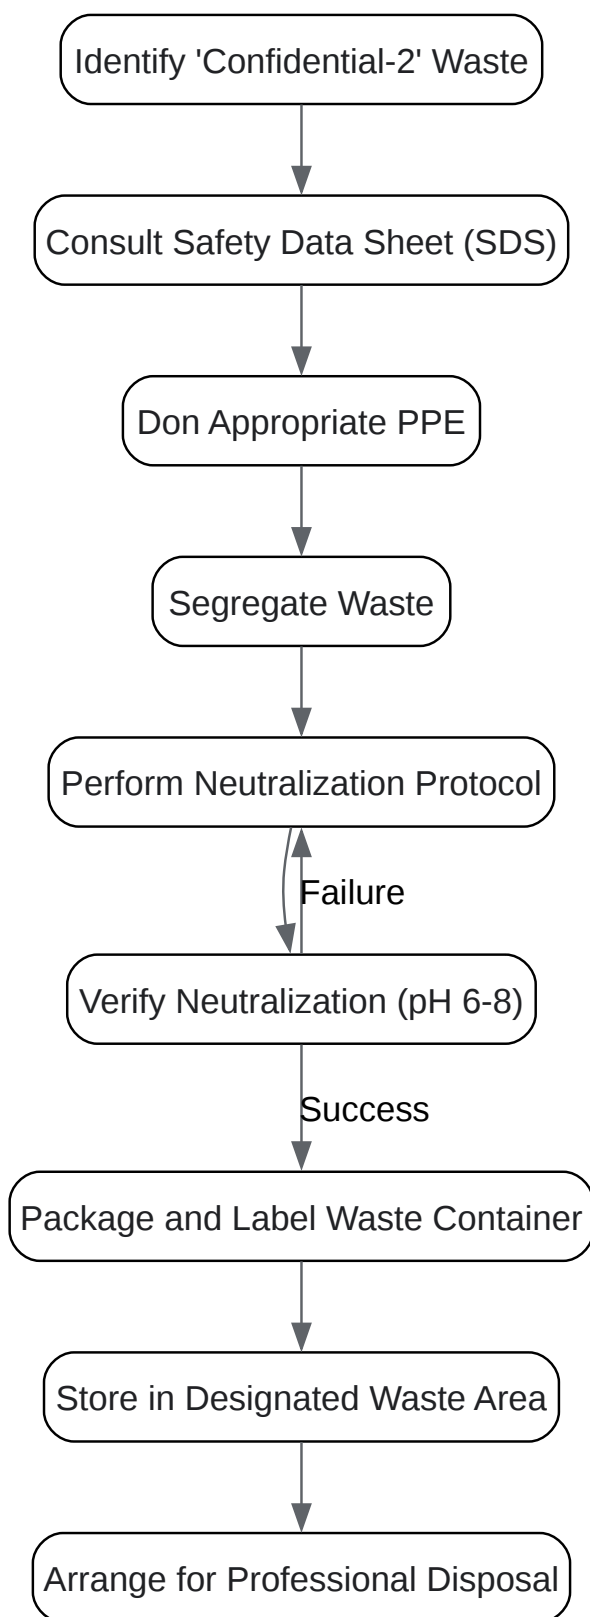 Identify 'Confidential-2' Waste
Consult Safety Data Sheet (SDS)
Don Appropriate PPE
Segregate Waste
Perform Neutralization Protocol
Failure
Verify Neutralization (pH 6-8)
Success
Package and Label Waste Container
Store in Designated Waste Area
Arrange for Professional Disposal